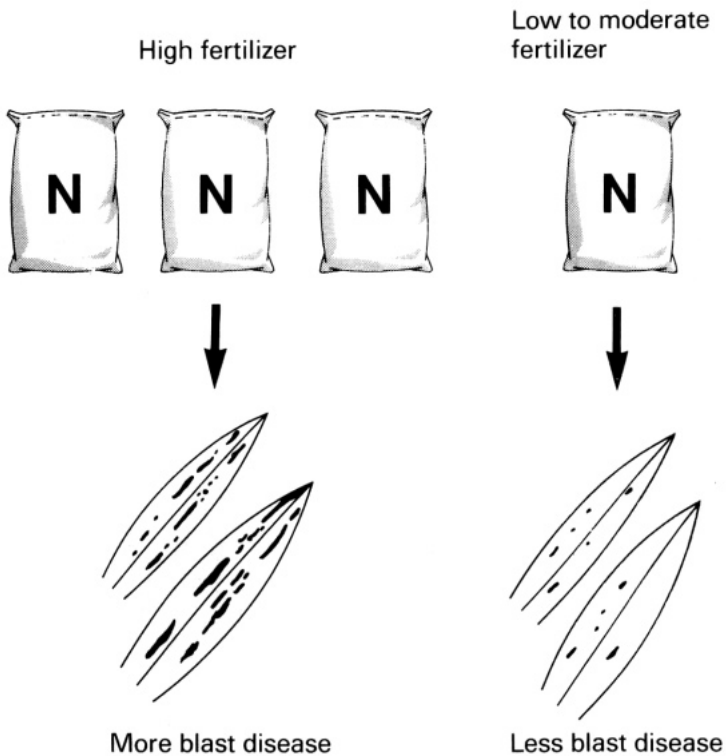 High fertilizer
Low to moderate
fertilizer
N N N N
More blast disease
Less blast disease